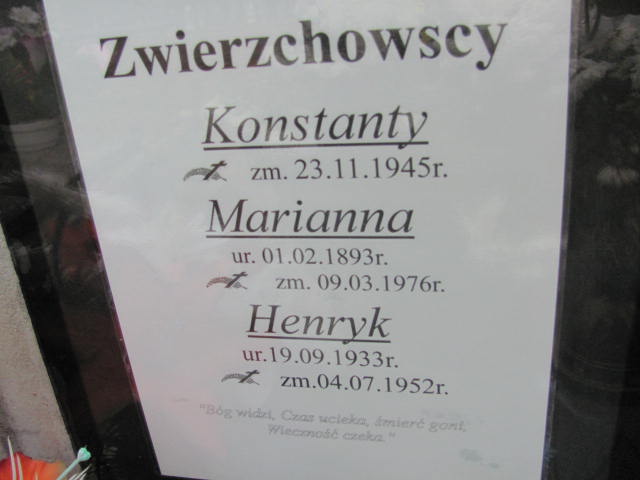 Zwierzchowscy
Konstanty
zm. 23.11.1945r.
Marianna
ur. 01.02.1893r.
zm. 09.03.1976r.
Henryk
ur.19.09.1933r.
zm.04.07.1952r.
"Bóg widzi, Czas ucieka, śmierć goni,
Wieczność czeka."